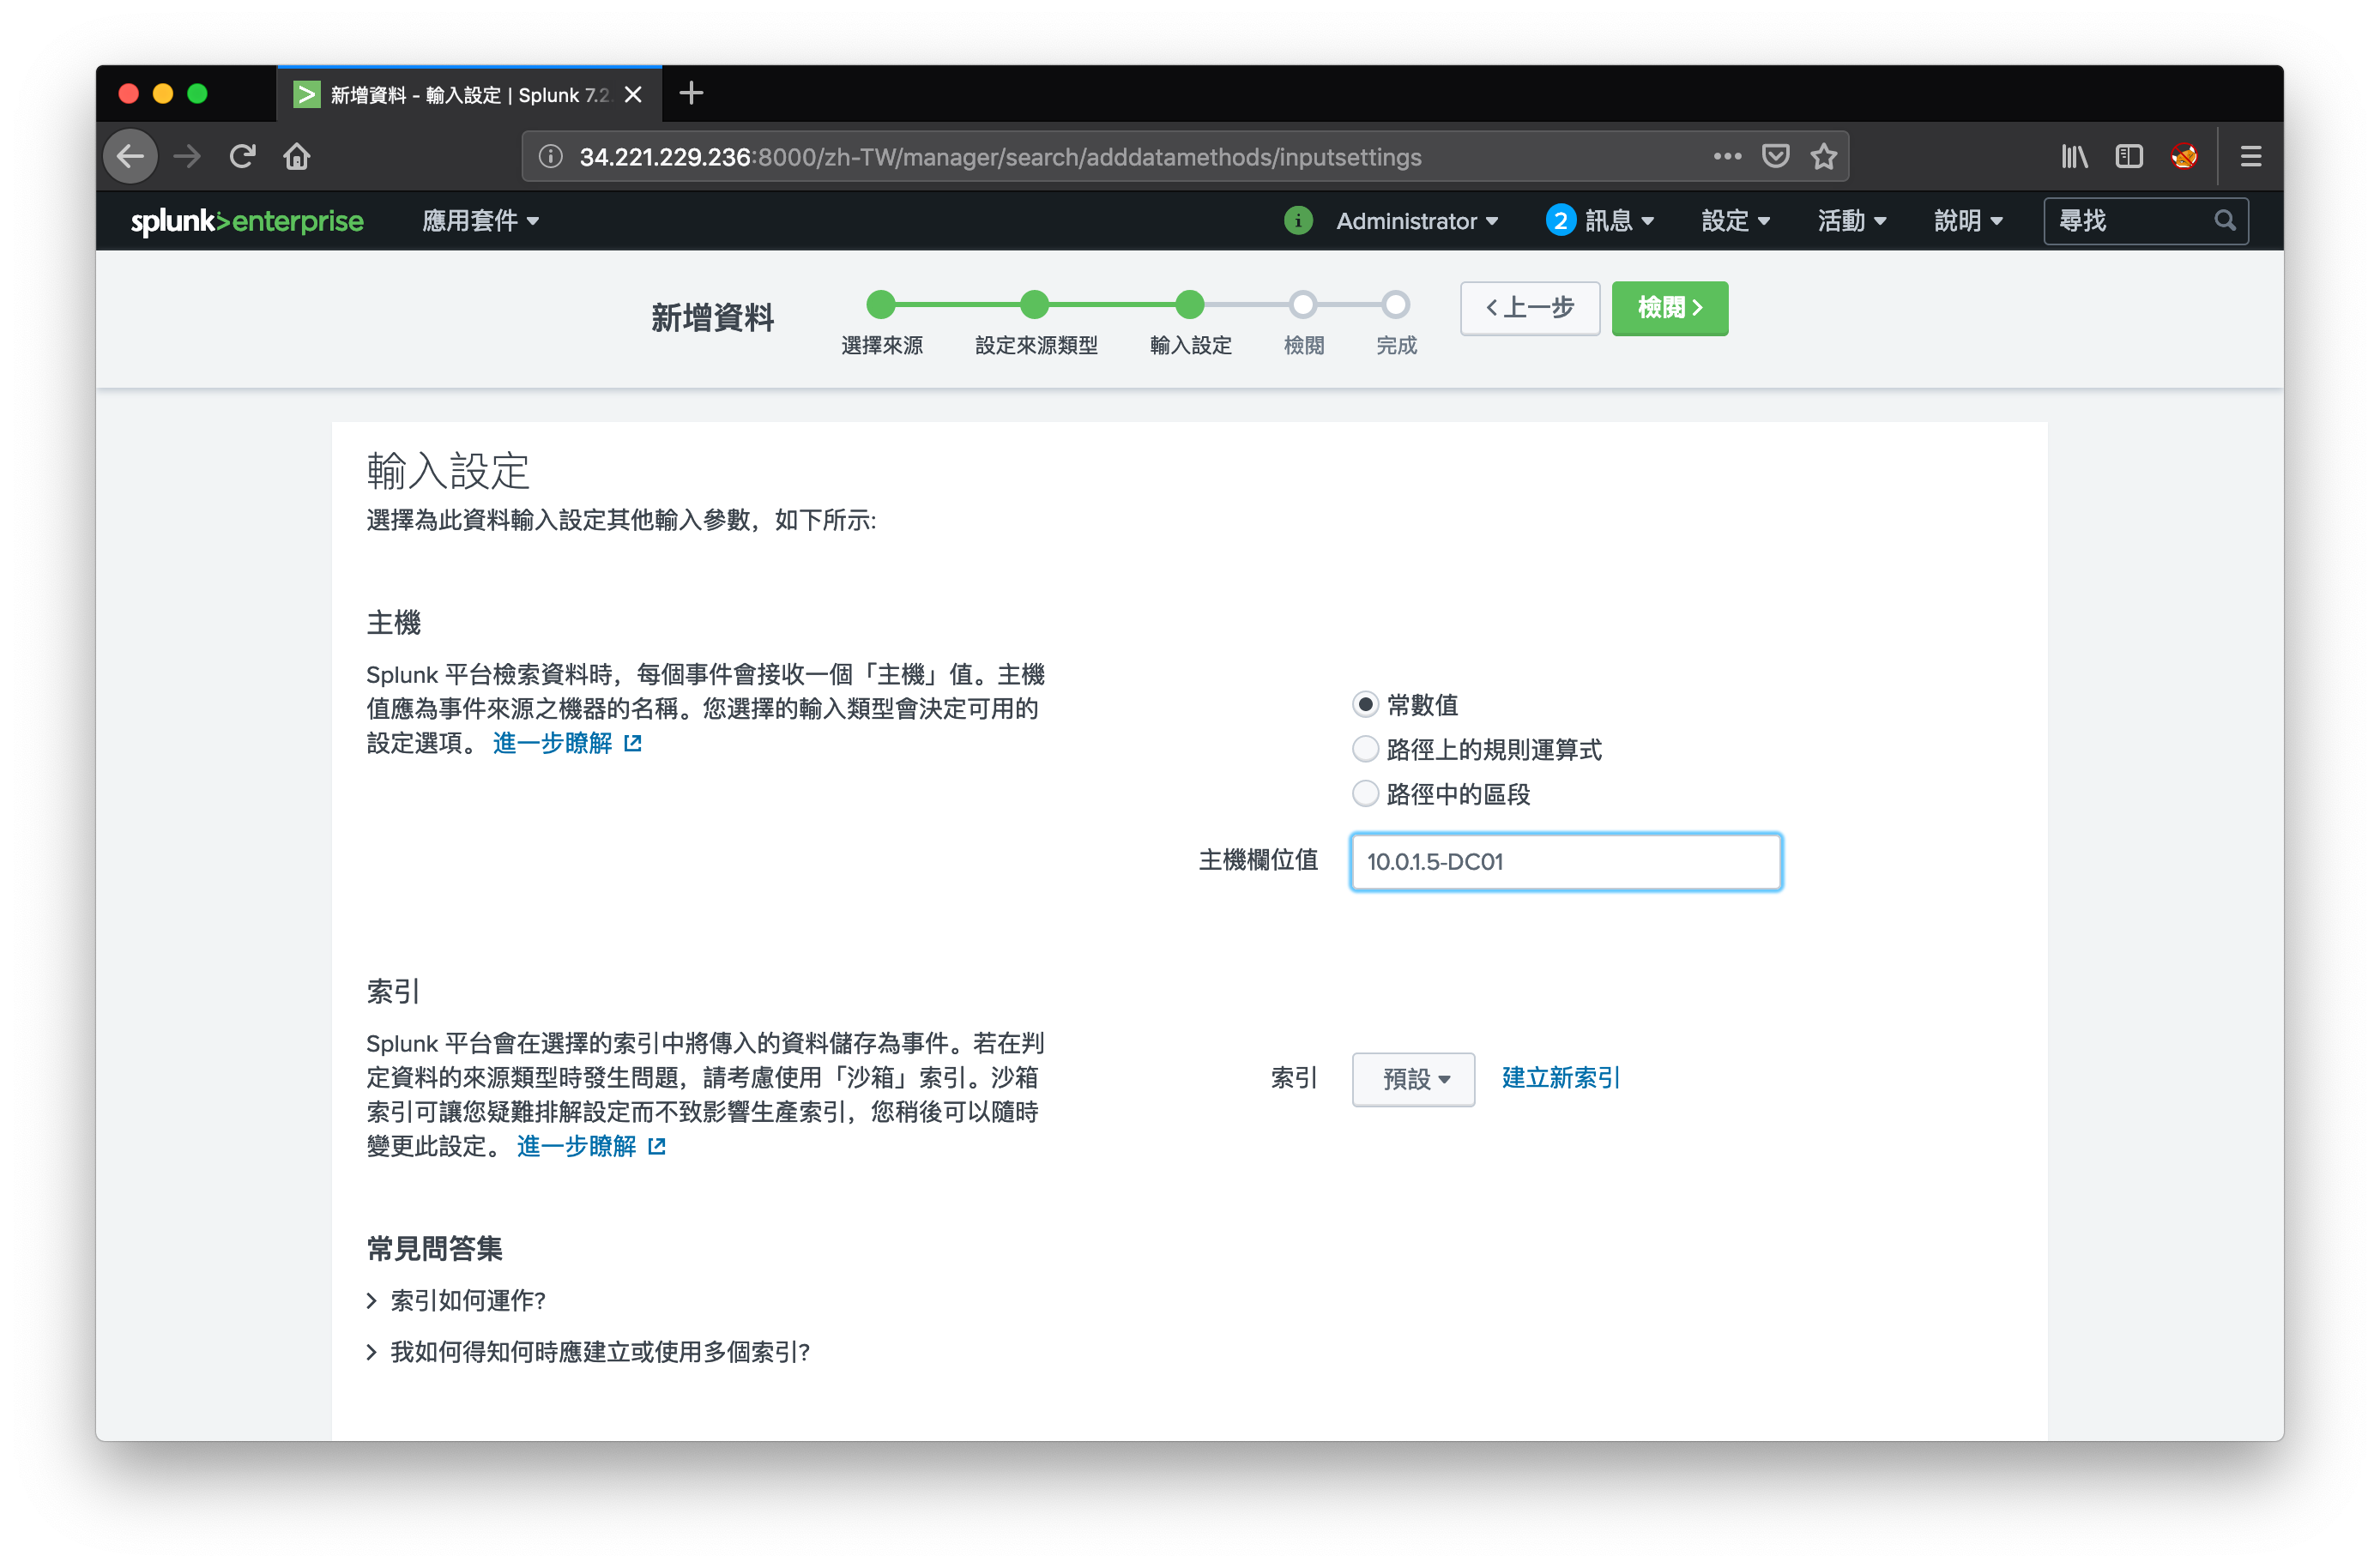 新增資料 - 輸入設定 | Splunk 7.2
34.221.229.236:8000/zh-TW/manager/search/adddatamethods/inputsettings
splunk>enterprise 應用套件 i Administrator 2 訊息 設定 活動 說明 尋找
新增資料
選擇來源 設定來源類型 輸入設定 檢閱 完成
<上一步 檢閱>
輸入設定
選擇為此資料輸入設定其他輸入參數，如下所示:
主機
Splunk 平台檢索資料時，每個事件會接收一個「主機」值。主機
值應為事件來源之機器的名稱。您選擇的輸入類型會決定可用的
設定選項。 進一步瞭解
常數值
路徑上的規則運算式
路徑中的區段
主機欄位值 10.0.1.5-DC01
索引
Splunk 平台會在選擇的索引中將傳入的資料儲存為事件。若在判
定資料的來源類型時發生問題，請考慮使用「沙箱」索引。沙箱
索引可讓您疑難排解設定而不致影響生產索引，您稍後可以隨時
變更此設定。 進一步瞭解
索引 預設 建立新索引
常見問答集
> 索引如何運作?
> 我如何得知何時應建立或使用多個索引?